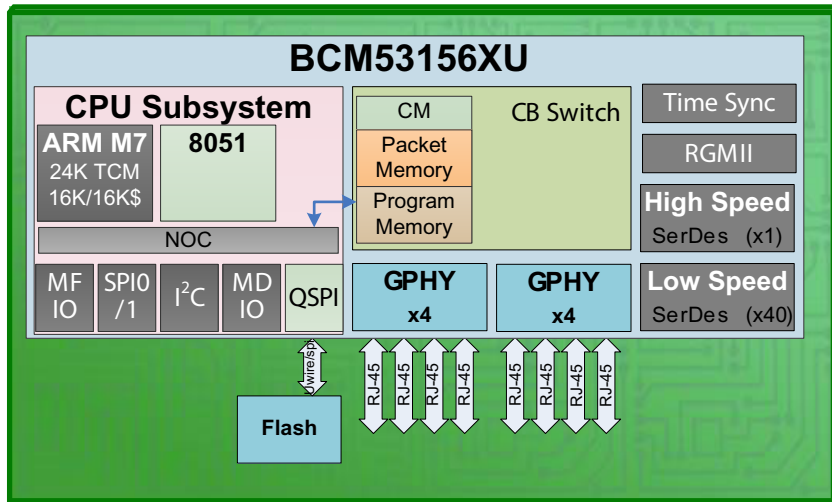 BCM53156XU
CPU Subsystem
ARM M7
24K TCM
16K/16K$
8051
NOC
MF
IO
SPI0
/1
I²C
MD
IO
QSPI
CM
Packet
Memory
Program
Memory
CB Switch
Time Sync
RGMII
High Speed
SerDes (x1)
Low Speed
SerDes (x40)
GPHY
x4
GPHY
x4
Uwire/spi
Flash
RJ-45
RJ-45
RJ-45
RJ-45
RJ-45
RJ-45
RJ-45
RJ-45